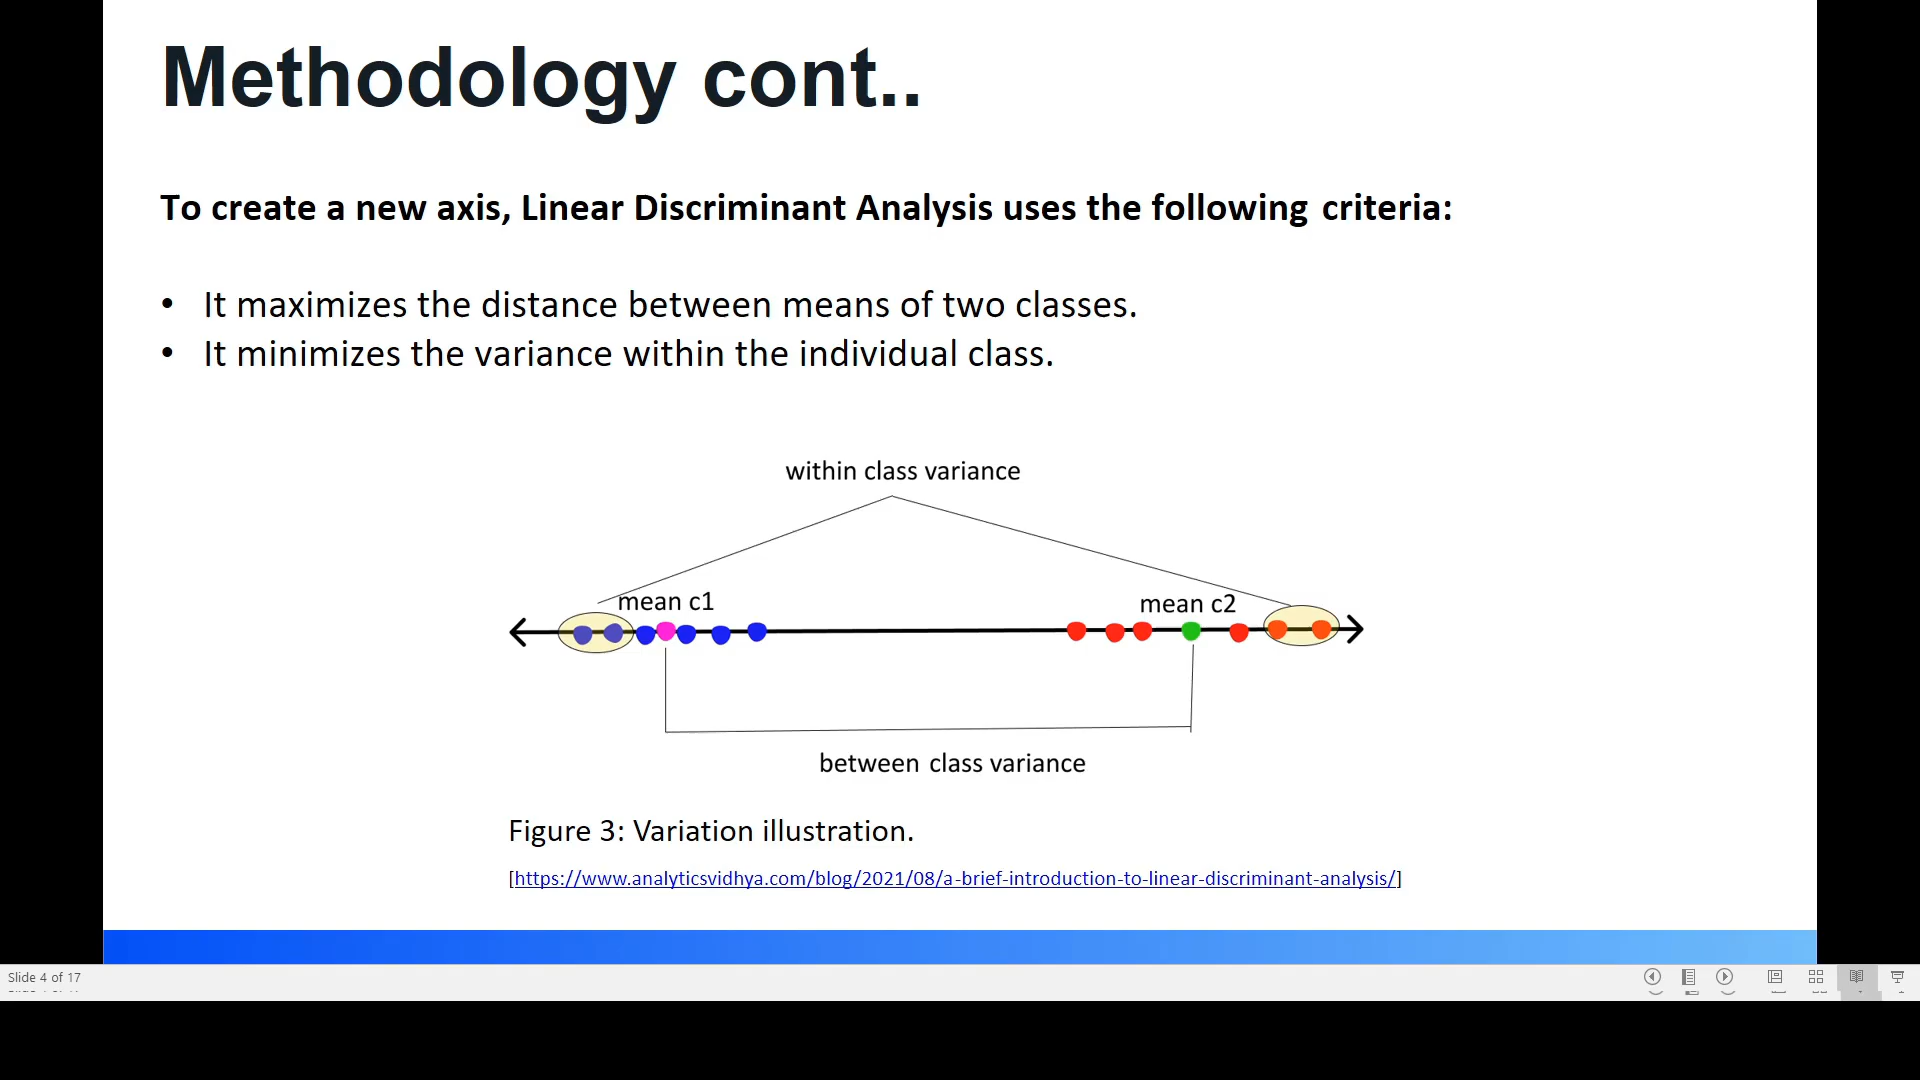 Methodology cont..
To create a new axis, Linear Discriminant Analysis uses the following criteria:
• It maximizes the distance between means of two classes.
• It minimizes the variance within the individual class.
within class variance
mean c1
mean c2
between class variance
Figure 3: Variation illustration.
[https://www.analyticsvidhya.com/blog/2021/08/a-brief-introduction-to-linear-discriminant-analysis/]
Slide 4 of 17